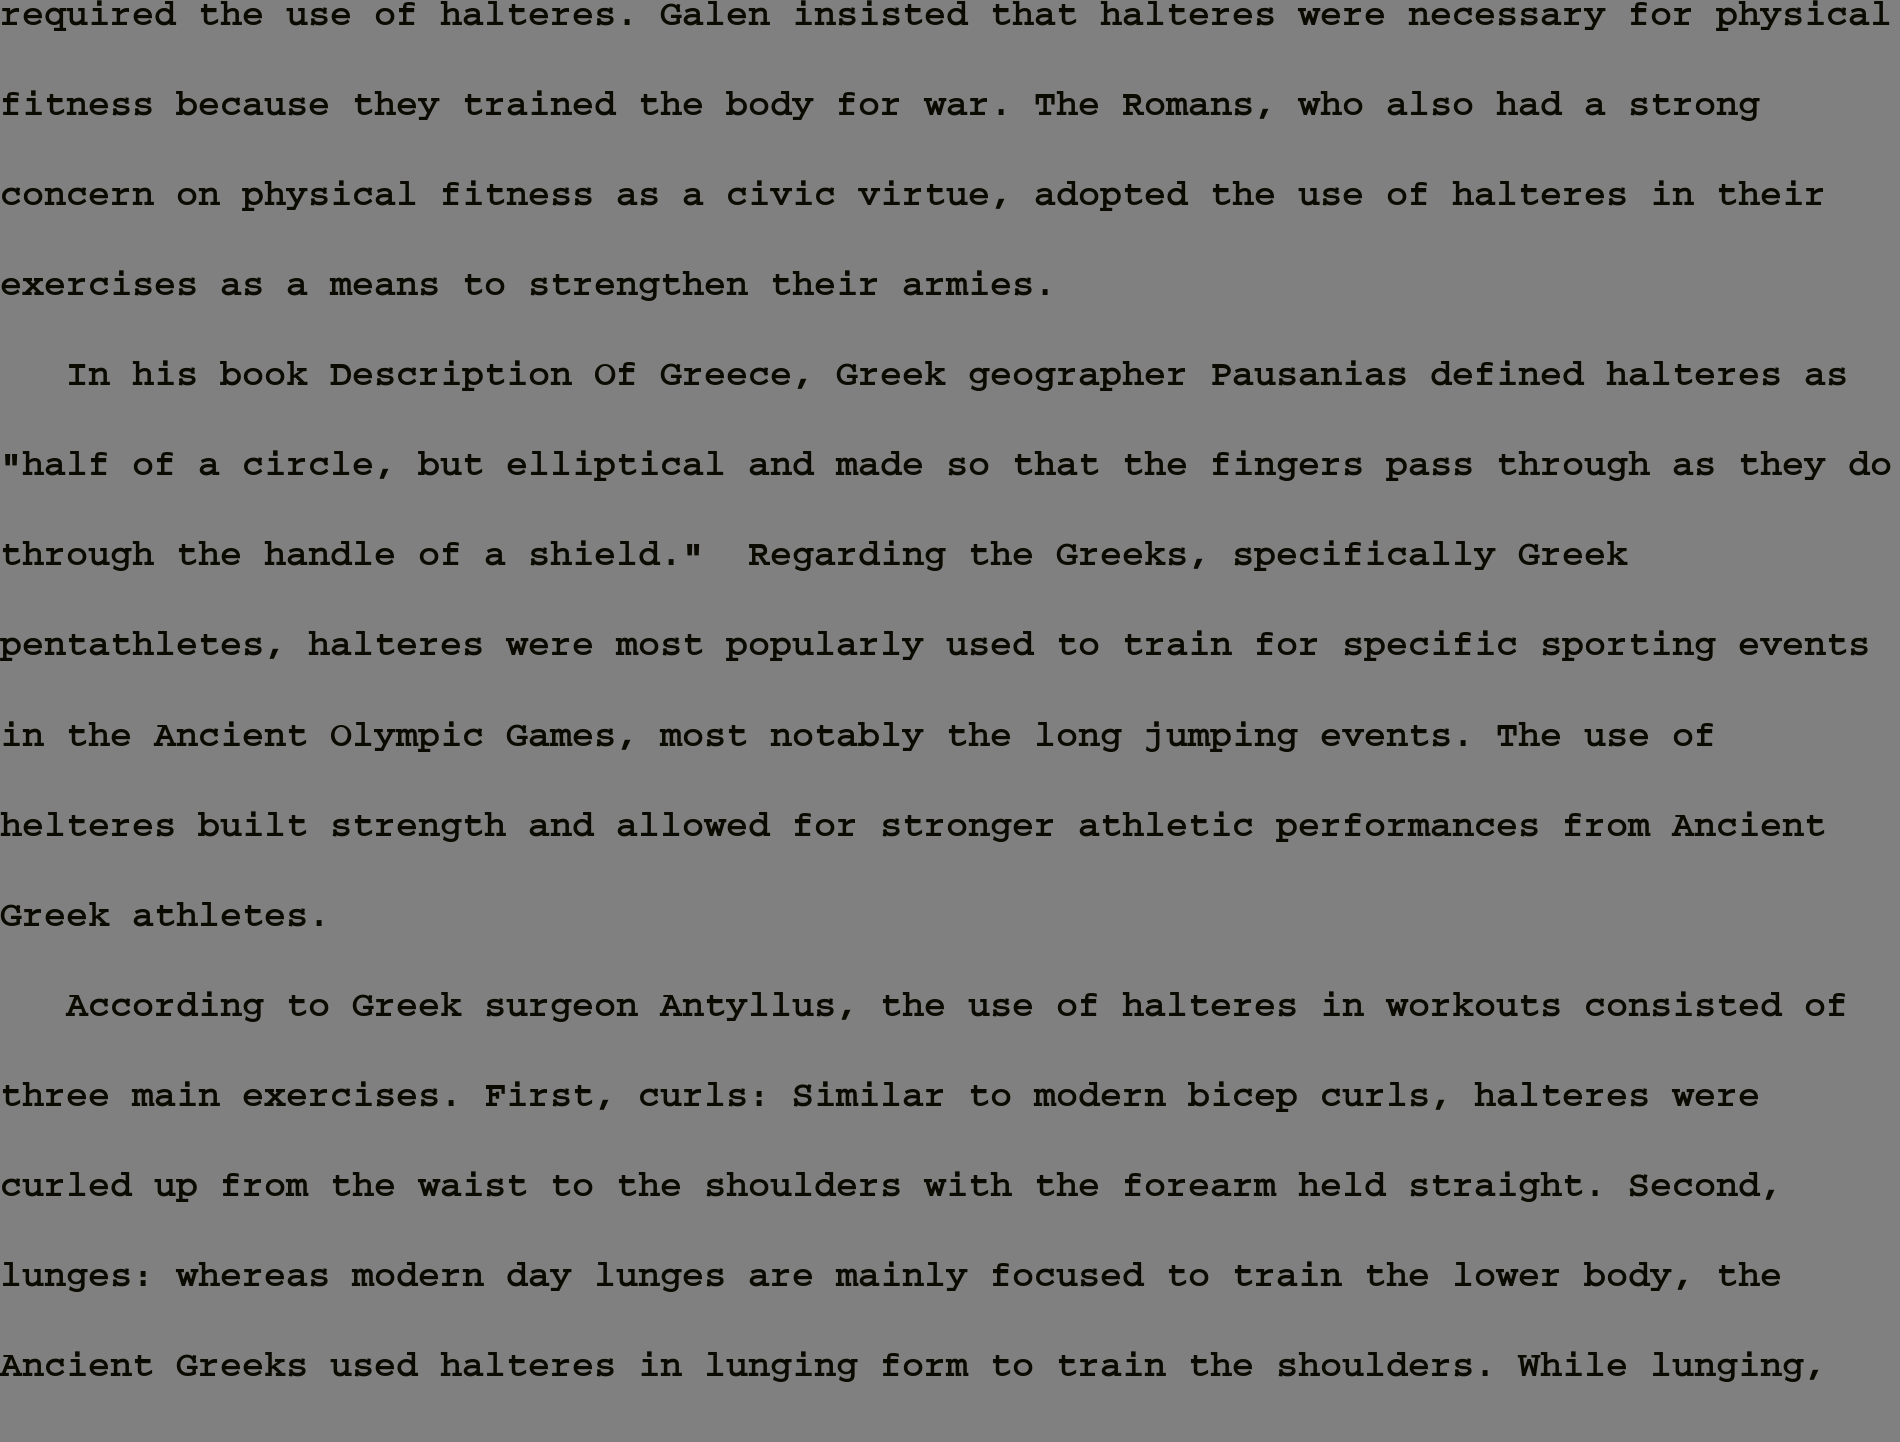 required the use of halteres. Galen insisted that halteres were necessary for physical
fitness because they trained the body for war. The Romans, who also had a strong
concern on physical fitness as a civic virtue, adopted the use of halteres in their
exercises as a means to strengthen their armies.
In his book Description Of Greece, Greek geographer Pausanias defined halteres as
"half of a circle, but elliptical and made so that the fingers pass through as they do
through the handle of a shield."  Regarding the Greeks, specifically Greek
pentathletes, halteres were most popularly used to train for specific sporting events
in the Ancient Olympic Games, most notably the long jumping events. The use of
helteres built strength and allowed for stronger athletic performances from Ancient
Greek athletes.
According to Greek surgeon Antyllus, the use of halteres in workouts consisted of
three main exercises. First, curls: Similar to modern bicep curls, halteres were
curled up from the waist to the shoulders with the forearm held straight. Second,
lunges: whereas modern day lunges are mainly focused to train the lower body, the
Ancient Greeks used halteres in lunging form to train the shoulders. While lunging,